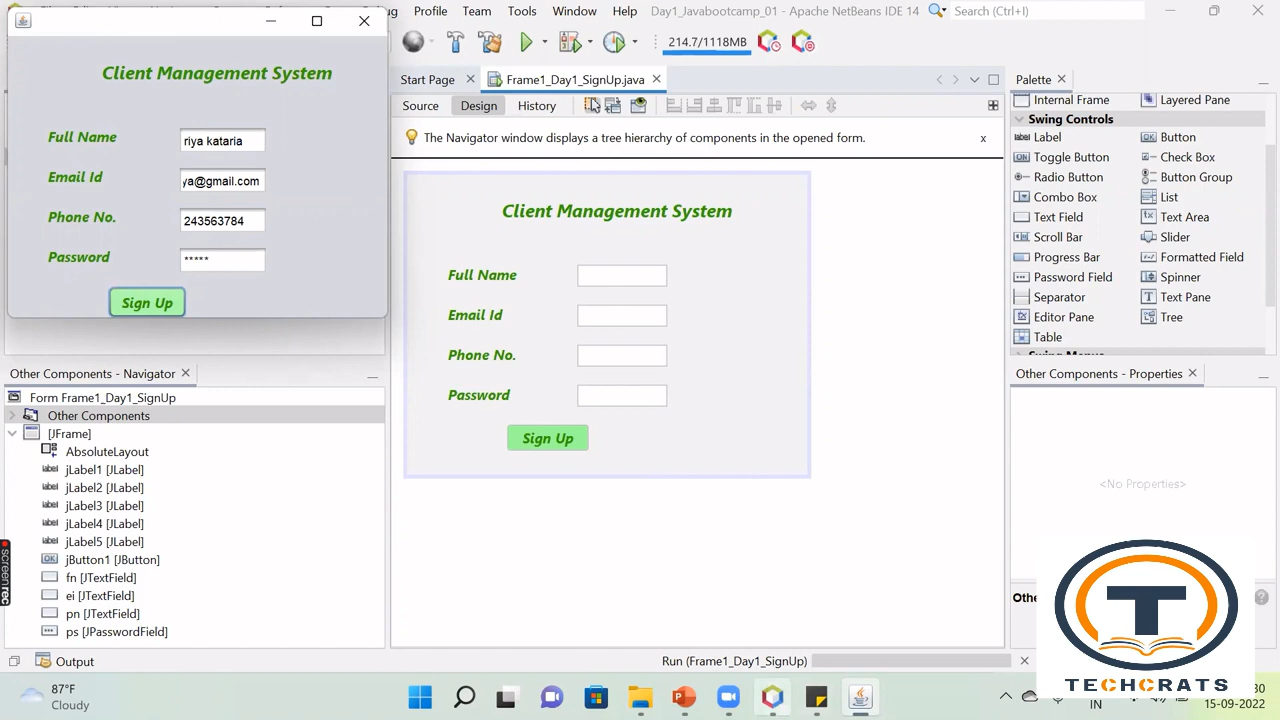 Profile Team Tools Window Help Day1_Javabootcamp_01 - Apache NetBeans IDE 14 Search (Ctrl+I)
214.7/1118MB
Client Management System
Full Name riya kataria
Email Id ya@gmail.com
Phone No. 243563784
Password *****
Sign Up
Start Page Frame1_Day1_SignUp.java
Source Design History
The Navigator window displays a tree hierarchy of components in the opened form. x
Client Management System
Full Name
Email Id
Phone No.
Password
Sign Up
Palette
Internal Frame Layered Pane
Swing Controls
Label Button
Toggle Button Check Box
Radio Button Button Group
Combo Box List
Text Field Text Area
Scroll Bar Slider
Progress Bar Formatted Field
Password Field Spinner
Separator Text Pane
Editor Pane Tree
Table
Other Components - Navigator
Form Frame1_Day1_SignUp
Other Components
[JFrame]
AbsoluteLayout
jLabel1 [JLabel]
jLabel2 [JLabel]
jLabel3 [JLabel]
jLabel4 [JLabel]
jLabel5 [JLabel]
jButton1 [JButton]
fn [JTextField]
ei [JTextField]
pn [JTextField]
ps [JPasswordField]
Other Components - Properties
<No Properties>
screenrec
Output
Run (Frame1_Day1_SignUp)
T
TECHCRATS
87°F
Cloudy
IN
15-09-2022